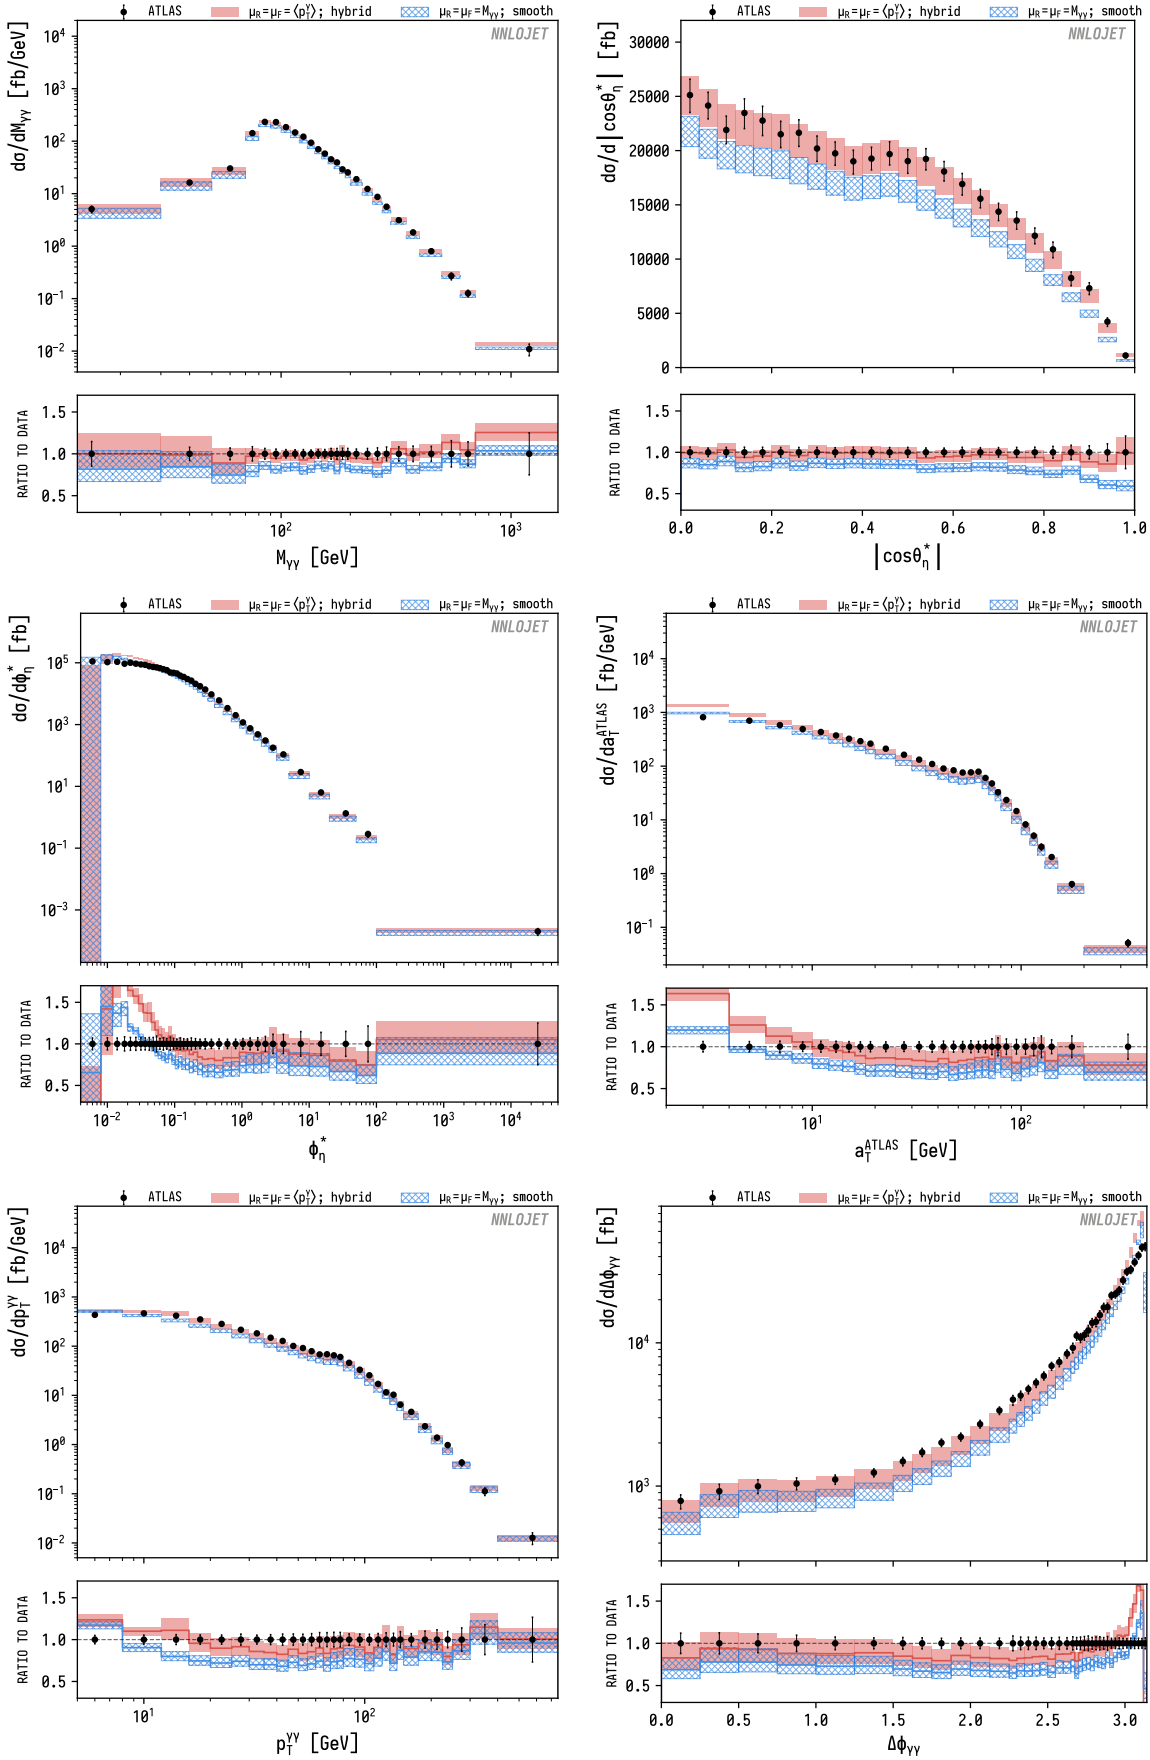 ATLAS μR=μF=⟨pTγ⟩; hybrid μR=μF=Mγγ; smooth
NNLOJET
dσ/dMγγ [fb/GeV]
10⁴
10³
10²
10¹
10⁰
10⁻¹
10⁻²
RATIO TO DATA
1.5
1.0
0.5
10² 10³
Mγγ [GeV]
ATLAS μR=μF=⟨pTγ⟩; hybrid μR=μF=Mγγ; smooth
NNLOJET
dσ/d|cosθη*| [fb]
30000
25000
20000
15000
10000
5000
0
RATIO TO DATA
1.5
1.0
0.5
0.0 0.2 0.4 0.6 0.8 1.0
|cosθη*|
ATLAS μR=μF=⟨pTγ⟩; hybrid μR=μF=Mγγ; smooth
NNLOJET
dσ/dϕη* [fb]
10⁵
10³
10¹
10⁻¹
10⁻³
RATIO TO DATA
1.5
1.0
0.5
10⁻² 10⁻¹ 10⁰ 10¹ 10² 10³ 10⁴
ϕη*
ATLAS μR=μF=⟨pTγ⟩; hybrid μR=μF=Mγγ; smooth
NNLOJET
dσ/daTATLAS [fb/GeV]
10⁴
10³
10²
10¹
10⁰
10⁻¹
RATIO TO DATA
1.5
1.0
0.5
10¹ 10²
aTATLAS [GeV]
ATLAS μR=μF=⟨pTγ⟩; hybrid μR=μF=Mγγ; smooth
NNLOJET
dσ/dpTγγ [fb/GeV]
10⁴
10³
10²
10¹
10⁰
10⁻¹
10⁻²
RATIO TO DATA
1.5
1.0
0.5
10¹ 10²
pTγγ [GeV]
ATLAS μR=μF=⟨pTγ⟩; hybrid μR=μF=Mγγ; smooth
NNLOJET
dσ/dΔϕγγ [fb]
10⁴
10³
RATIO TO DATA
1.5
1.0
0.5
0.0 0.5 1.0 1.5 2.0 2.5 3.0
Δϕγγ